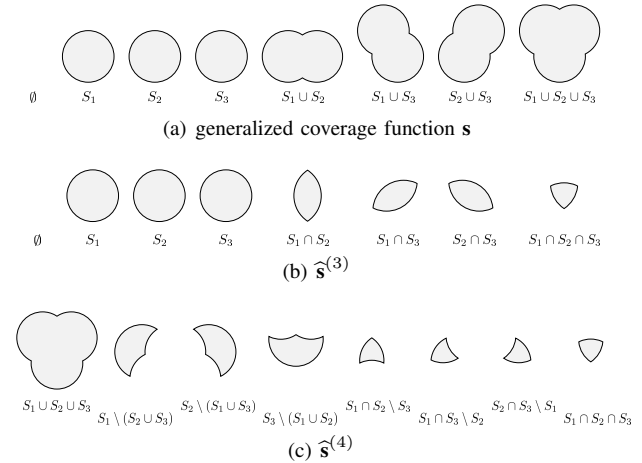 ∅ S₁ S₂ S₃ S₁ ∪ S₂ S₁ ∪ S₃ S₂ ∪ S₃ S₁ ∪ S₂ ∪ S₃
(a) generalized coverage function s
∅ S₁ S₂ S₃ S₁ ∩ S₂ S₁ ∩ S₃ S₂ ∩ S₃ S₁ ∩ S₂ ∩ S₃
(b) ŝ⁽³⁾
S₁ ∪ S₂ ∪ S₃ S₁ \ (S₂ ∪ S₃) S₂ \ (S₁ ∪ S₃) S₃ \ (S₁ ∪ S₂) S₁ ∩ S₂ \ S₃ S₁ ∩ S₃ \ S₂ S₂ ∩ S₃ \ S₁ S₁ ∩ S₂ ∩ S₃
(c) ŝ⁽⁴⁾